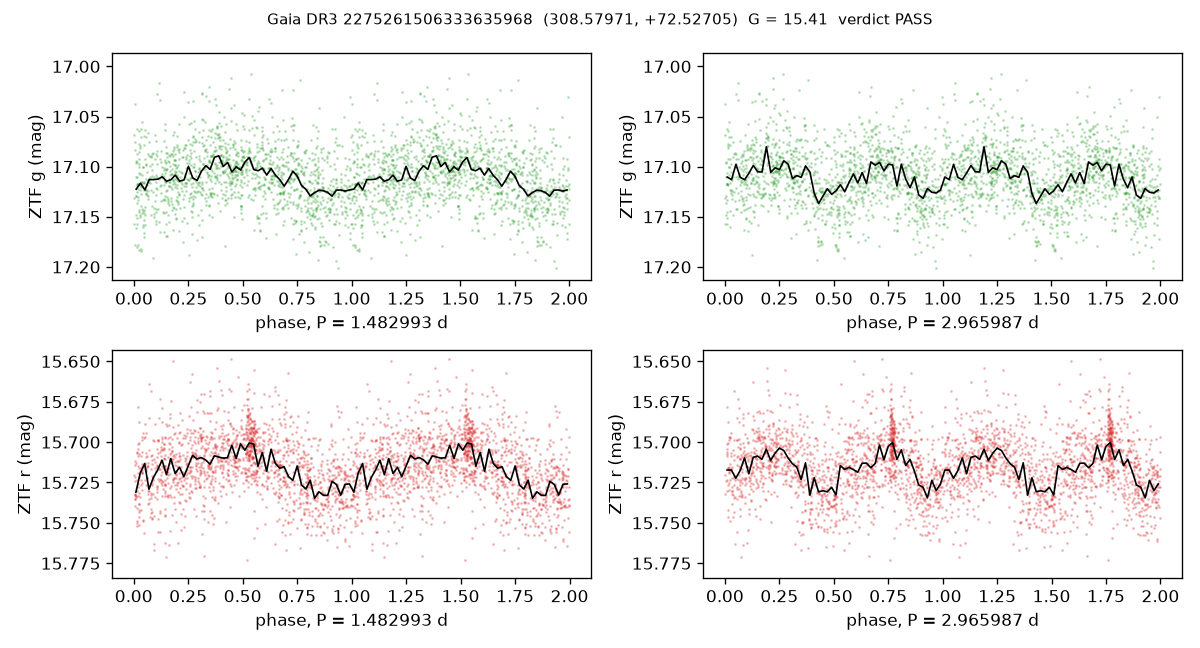 Gaia DR3 2275261506333635968 (308.57971, +72.52705) G = 15.41 verdict PASS
ZTF g (mag)
17.00
17.05
17.10
17.15
17.20
0.00 0.25 0.50 0.75 1.00 1.25 1.50 1.75 2.00
phase, P = 1.482993 d
ZTF g (mag)
17.00
17.05
17.10
17.15
17.20
0.00 0.25 0.50 0.75 1.00 1.25 1.50 1.75 2.00
phase, P = 2.965987 d
ZTF r (mag)
15.650
15.675
15.700
15.725
15.750
15.775
0.00 0.25 0.50 0.75 1.00 1.25 1.50 1.75 2.00
phase, P = 1.482993 d
ZTF r (mag)
15.650
15.675
15.700
15.725
15.750
15.775
0.00 0.25 0.50 0.75 1.00 1.25 1.50 1.75 2.00
phase, P = 2.965987 d